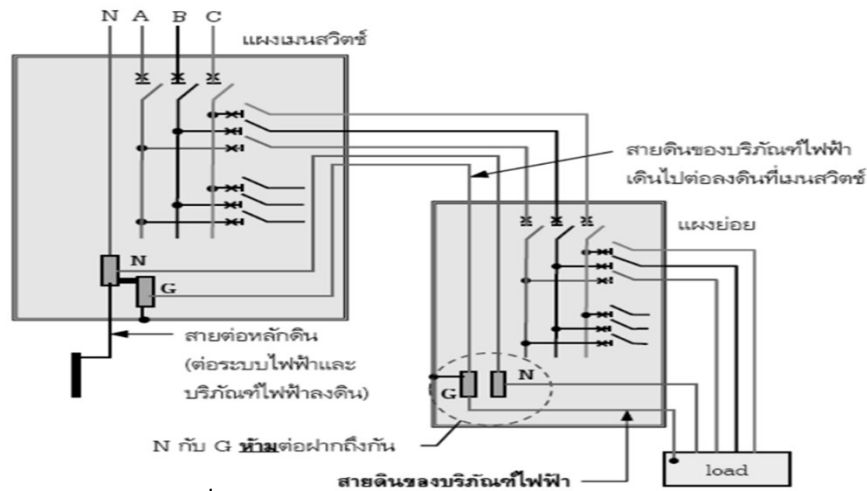 N A B C
แผงเมนสวิตซ์
สายดินของบริภัณฑ์ไฟฟ้า
เดินไปต่อลงดินที่เมนสวิตซ์
แผงย่อย
N
G
สายต่อหลักดิน
(ต่อระบบไฟฟ้าและ
บริภัณฑ์ไฟฟ้าลงดิน)
G N
N กับ G ห้ามต่อฝากถึงกัน
สายดินของบริภัณฑ์ไฟฟ้า
load